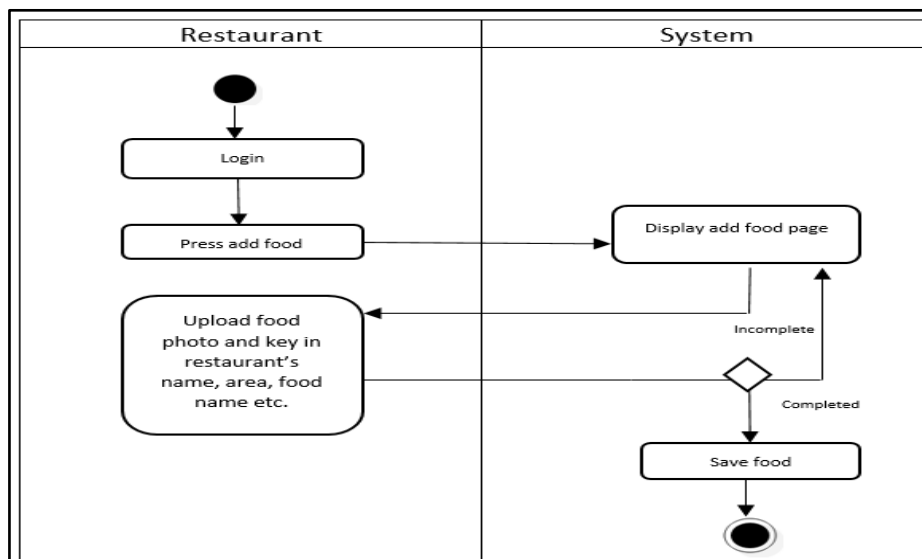 Restaurant
System
Login
Press add food
Display add food page
Upload food
photo and key in
restaurant's
name, area, food
name etc.
Incomplete
Completed
Save food